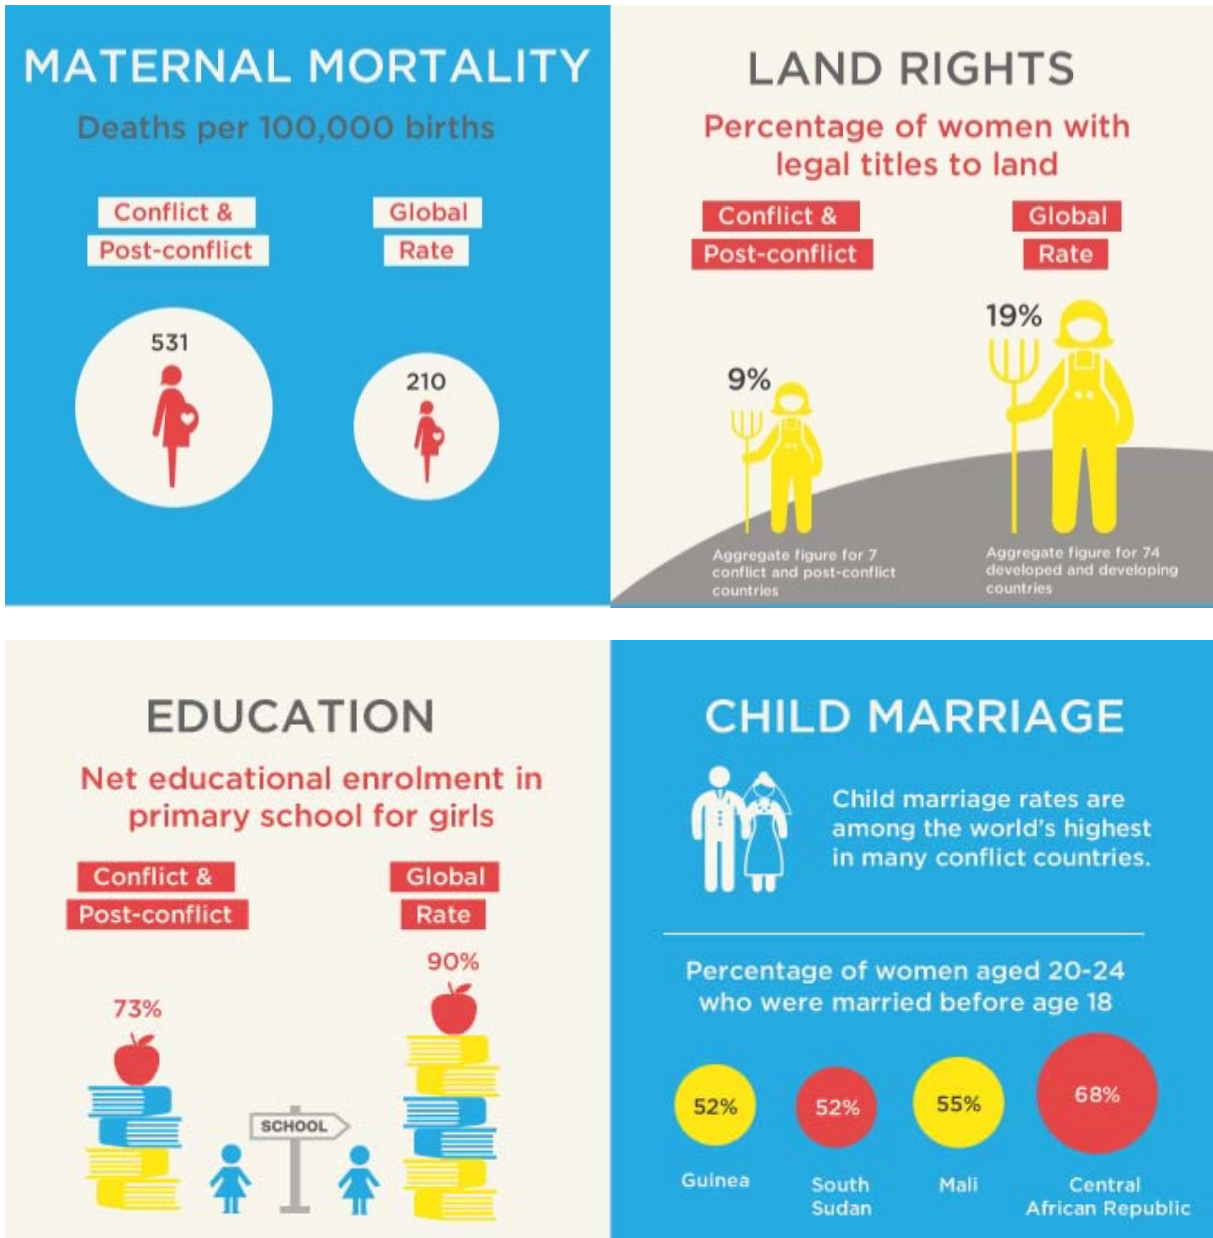 MATERNAL MORTALITY
Deaths per 100,000 births
Conflict &
Post-conflict
Global
Rate
531
210
LAND RIGHTS
Percentage of women with
legal titles to land
Conflict &
Post-conflict
Global
Rate
9%
19%
Aggregate figure for 7
conflict and post-conflict
countries
Aggregate figure for 74
developed and developing
countries
EDUCATION
Net educational enrolment in
primary school for girls
Conflict &
Post-conflict
Global
Rate
73%
90%
SCHOOL
CHILD MARRIAGE
Child marriage rates are
among the world's highest
in many conflict countries.
Percentage of women aged 20-24
who were married before age 18
52%
52%
55%
68%
Guinea
South
Sudan
Mali
Central
African Republic